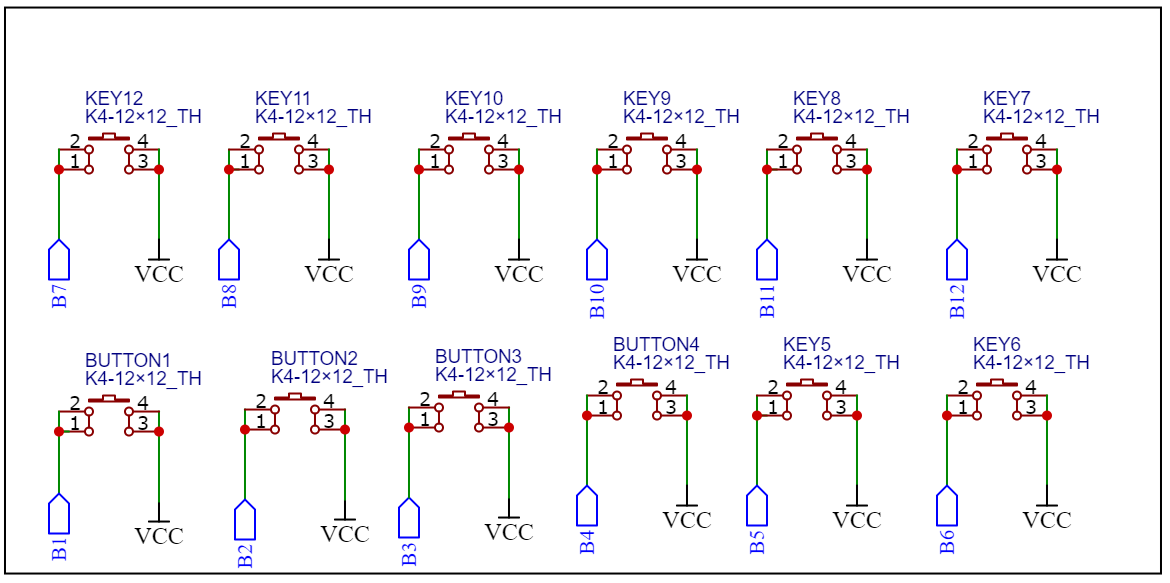 KEY12
K4-12×12_TH
2 4
1 3
B7
VCC
KEY11
K4-12×12_TH
2 4
1 3
B8
VCC
KEY10
K4-12×12_TH
2 4
1 3
B9
VCC
KEY9
K4-12×12_TH
2 4
1 3
B10
VCC
KEY8
K4-12×12_TH
2 4
1 3
B11
VCC
KEY7
K4-12×12_TH
2 4
1 3
B12
VCC
BUTTON1
K4-12×12_TH
2 4
1 3
B1
VCC
BUTTON2
K4-12×12_TH
2 4
1 3
B2
VCC
BUTTON3
K4-12×12_TH
2 4
1 3
B3
VCC
BUTTON4
K4-12×12_TH
2 4
1 3
B4
VCC
KEY5
K4-12×12_TH
2 4
1 3
B5
VCC
KEY6
K4-12×12_TH
2 4
1 3
B6
VCC